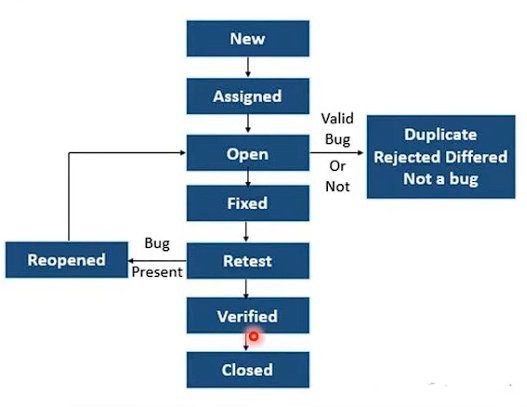 New
Assigned
Valid
Bug
Or
Not
Open
Duplicate
Rejected Differed
Not a bug
Fixed
Bug
Present
Reopened
Retest
Verified
Closed